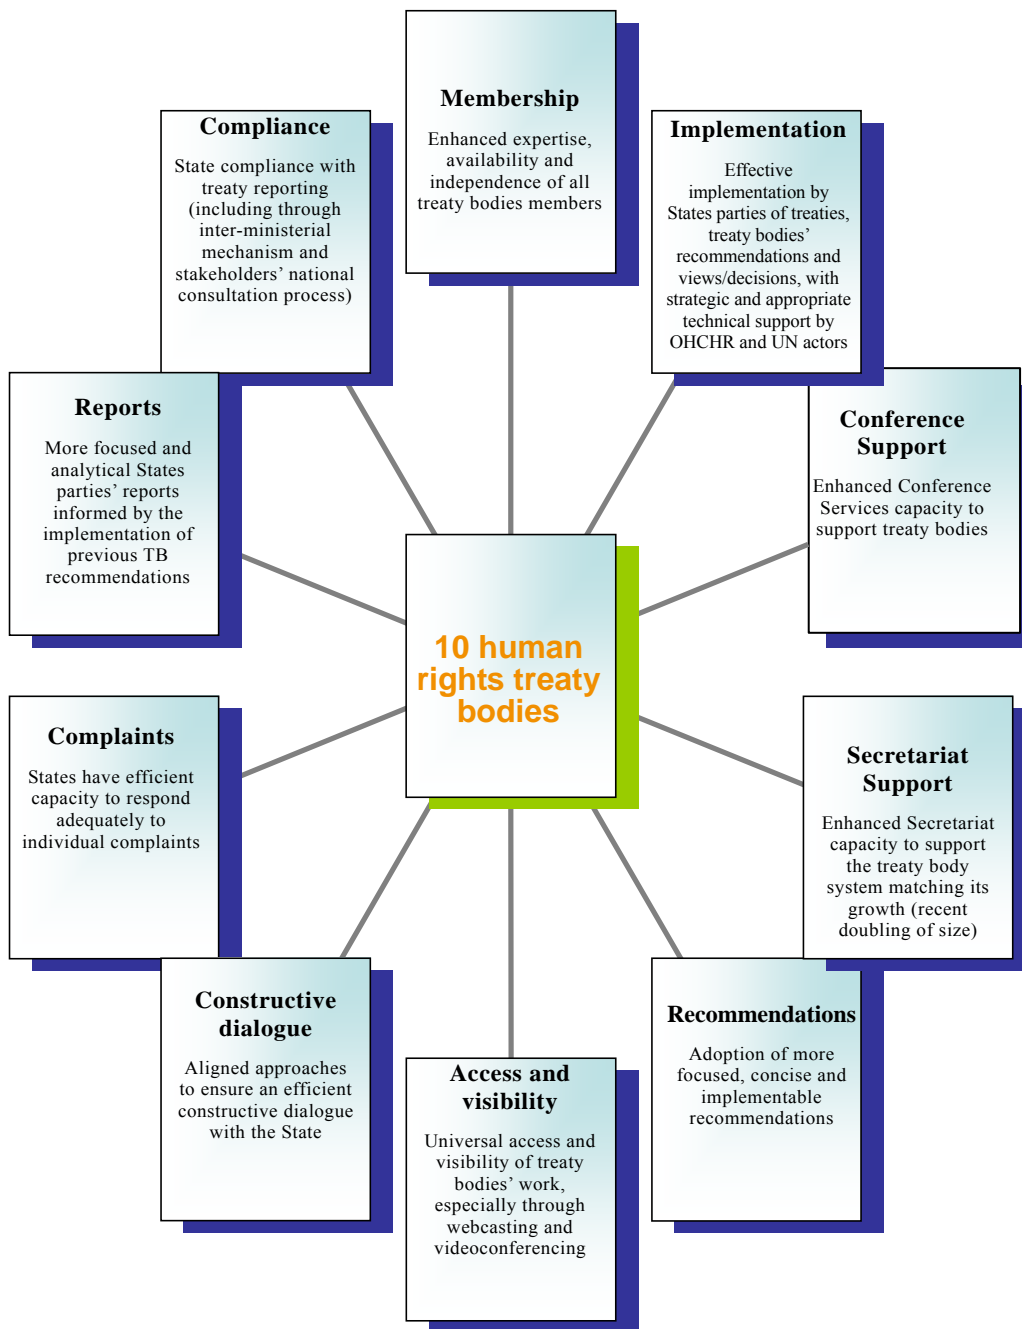 Membership
Enhanced expertise,
availability and
independence of all
treaty bodies members
Compliance
State compliance with
treaty reporting
(including through
inter-ministerial
mechanism and
stakeholders’ national
consultation process)
Implementation
Effective
implementation by
States parties of treaties,
treaty bodies’
recommendations and
views/decisions, with
strategic and appropriate
technical support by
OHCHR and UN actors
Reports
More focused and
analytical States
parties’ reports
informed by the
implementation of
previous TB
recommendations
Conference
Support
Enhanced Conference
Services capacity to
support treaty bodies
10 human
rights treaty
bodies
Complaints
States have efficient
capacity to respond
adequately to
individual complaints
Secretariat
Support
Enhanced Secretariat
capacity to support
the treaty body
system matching its
growth (recent
doubling of size)
Constructive
dialogue
Aligned approaches
to ensure an efficient
constructive dialogue
with the State
Recommendations
Adoption of more
focused, concise and
implementable
recommendations
Access and
visibility
Universal access and
visibility of treaty
bodies’ work,
especially through
webcasting and
videoconferencing